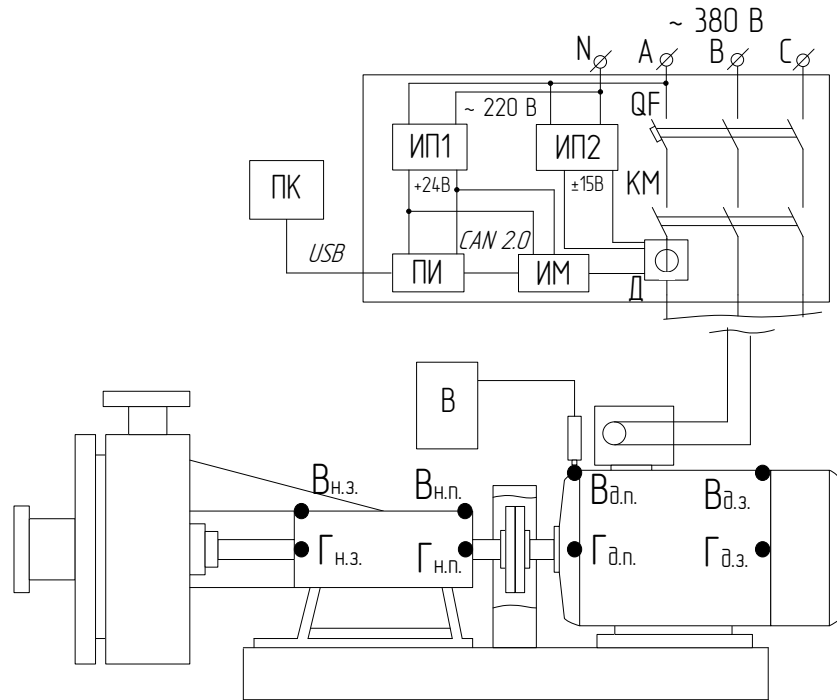 ~ 380 В
N A B C
QF
~ 220 В
ИП1 ИП2
КМ
ПК
+24В ±15В
USB
CAN 2.0
ПИ ИМ
Д
В
Вн.з. Вн.п. Вд.п. Вд.з.
Гн.з. Гн.п. Гд.п. Гд.з.